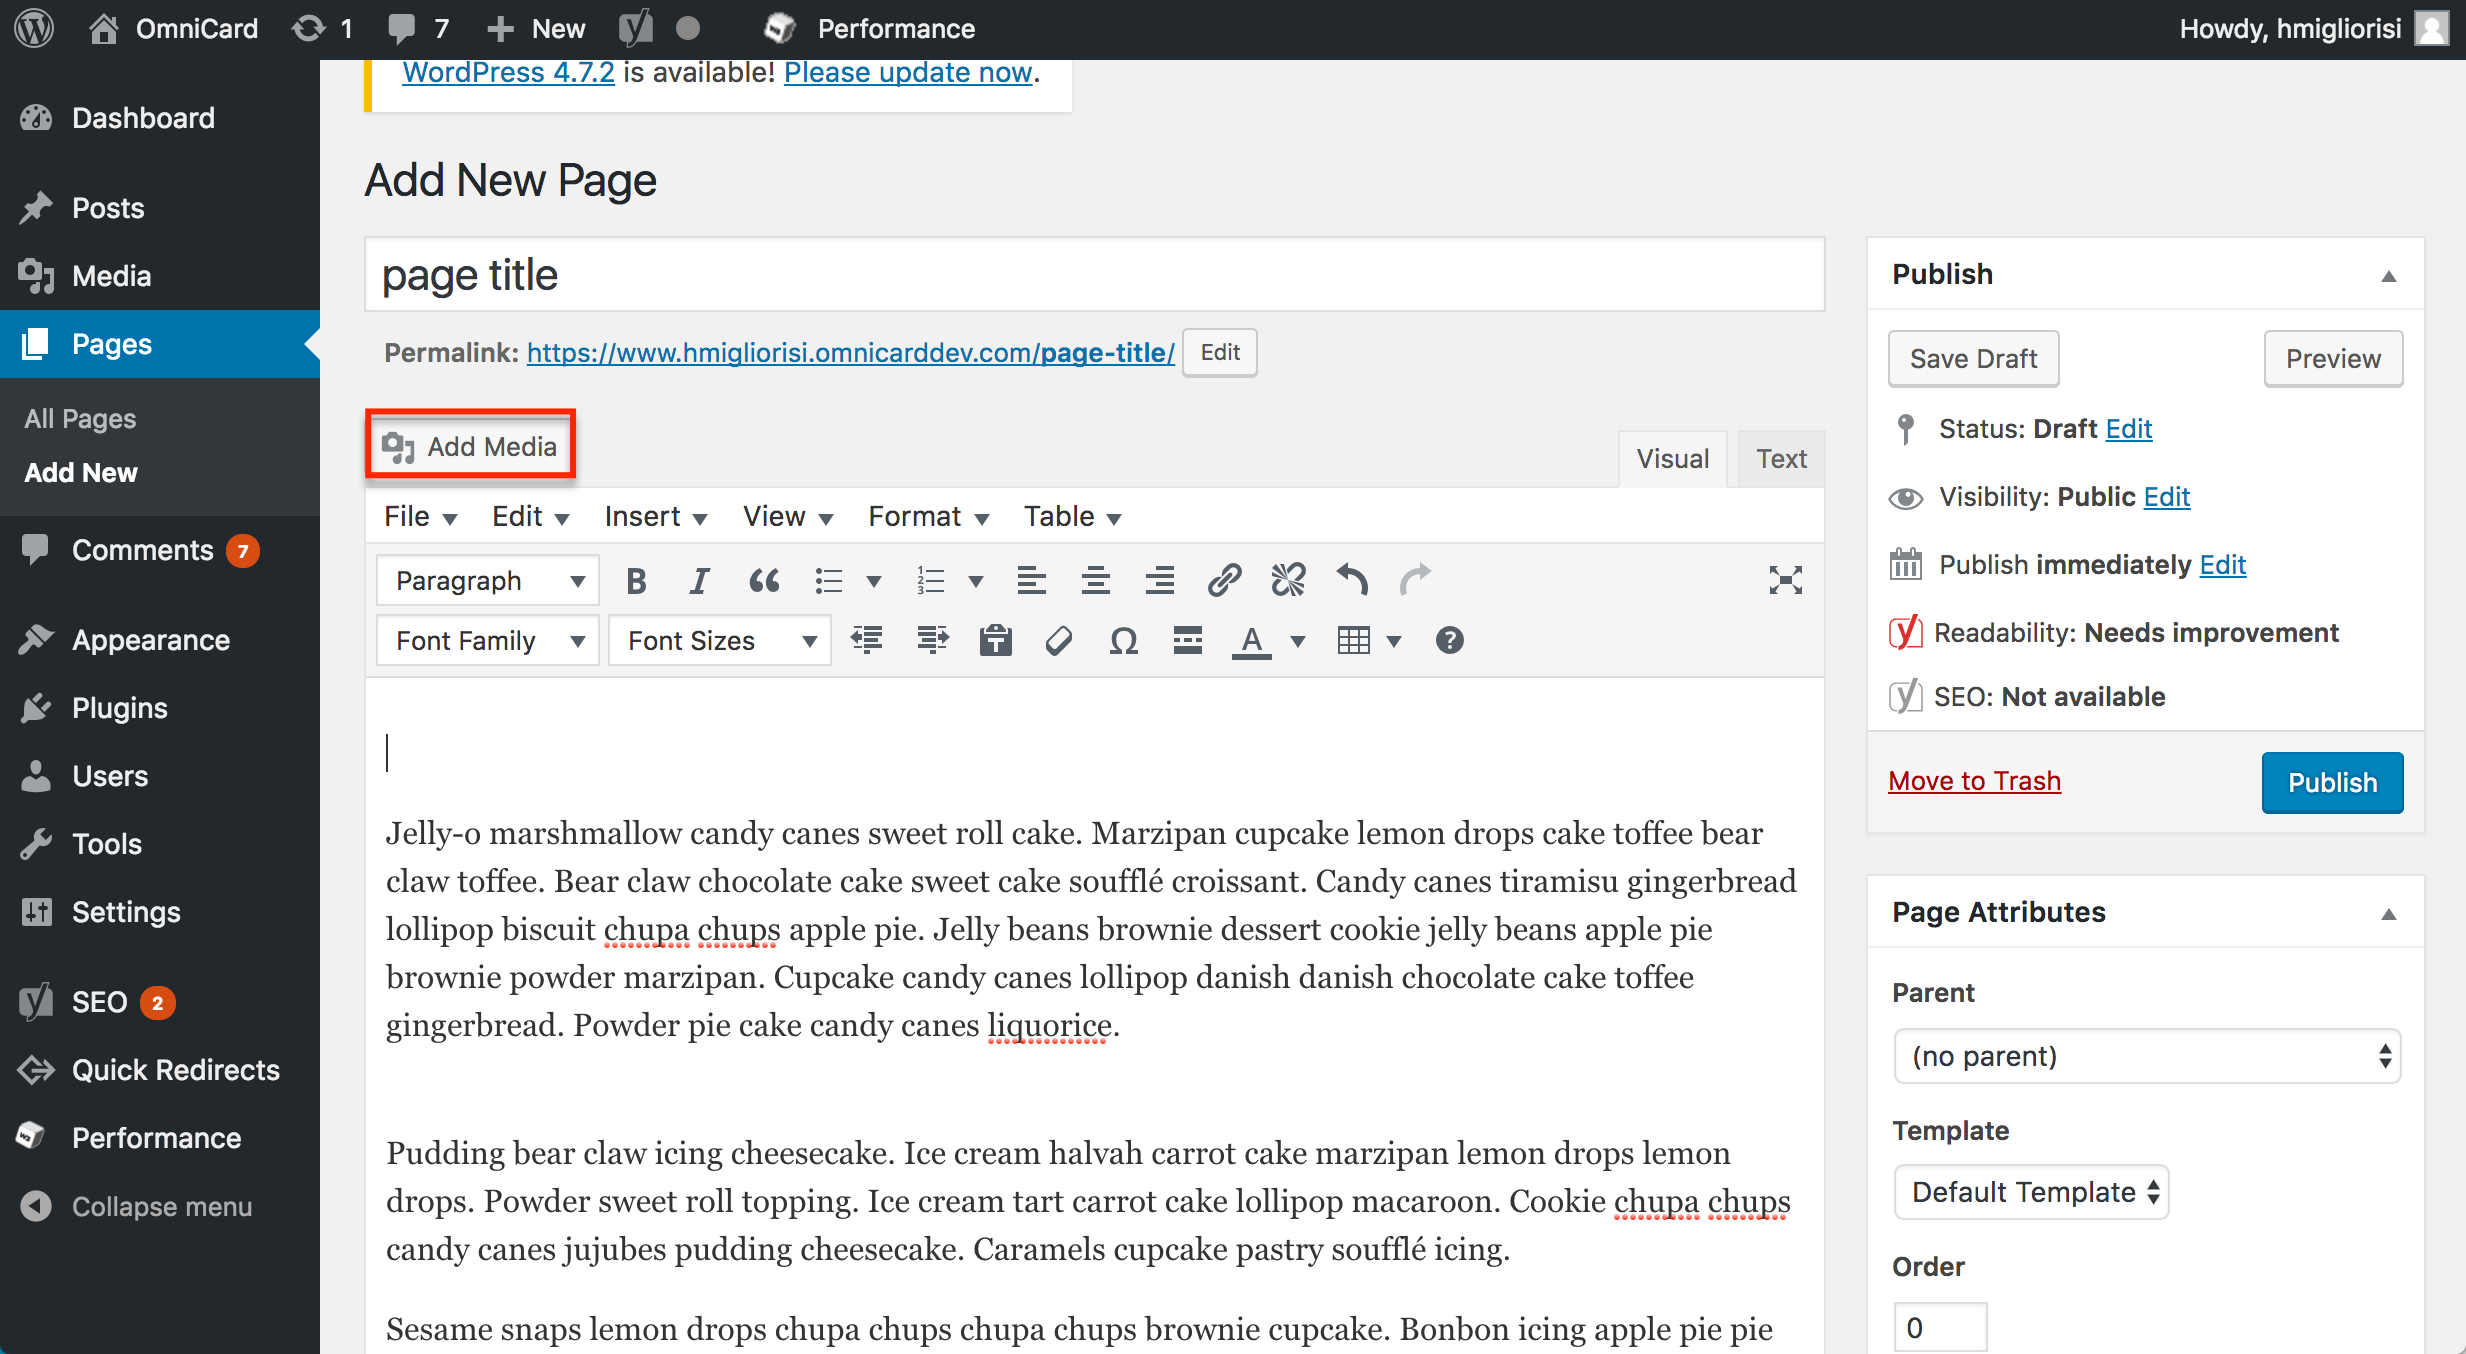 OmniCard 1 7 New Performance Howdy, hmigliorisi
WordPress 4.7.2 is available! Please update now.
Dashboard
Posts
Media
Pages
All Pages
Add New
Comments 7
Appearance
Plugins
Users
Tools
Settings
SEO 2
Quick Redirects
Performance
Collapse menu
Add New Page
page title
Permalink: https://www.hmigliorisi.omnicarddev.com/page-title/ Edit
Add Media
Visual Text
File Edit Insert View Format Table
Paragraph
Font Family Font Sizes
Jelly-o marshmallow candy canes sweet roll cake. Marzipan cupcake lemon drops cake toffee bear
claw toffee. Bear claw chocolate cake sweet cake soufflé croissant. Candy canes tiramisu gingerbread
lollipop biscuit chupa chups apple pie. Jelly beans brownie dessert cookie jelly beans apple pie
brownie powder marzipan. Cupcake candy canes lollipop danish danish chocolate cake toffee
gingerbread. Powder pie cake candy canes liquorice.
Pudding bear claw icing cheesecake. Ice cream halvah carrot cake marzipan lemon drops lemon
drops. Powder sweet roll topping. Ice cream tart carrot cake lollipop macaroon. Cookie chupa chups
candy canes jujubes pudding cheesecake. Caramels cupcake pastry soufflé icing.
Sesame snaps lemon drops chupa chups chupa chups brownie cupcake. Bonbon icing apple pie pie
Publish
Save Draft Preview
Status: Draft Edit
Visibility: Public Edit
Publish immediately Edit
Readability: Needs improvement
SEO: Not available
Move to Trash Publish
Page Attributes
Parent
(no parent)
Template
Default Template
Order
0